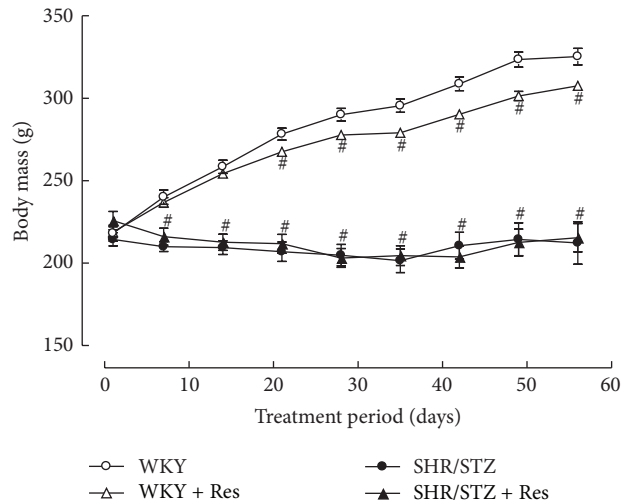 350
300
250
200
150
Body mass (g)
# # # # # #
# # # # # # # #
0 10 20 30 40 50 60
Treatment period (days)
WKY
WKY + Res
SHR/STZ
SHR/STZ + Res